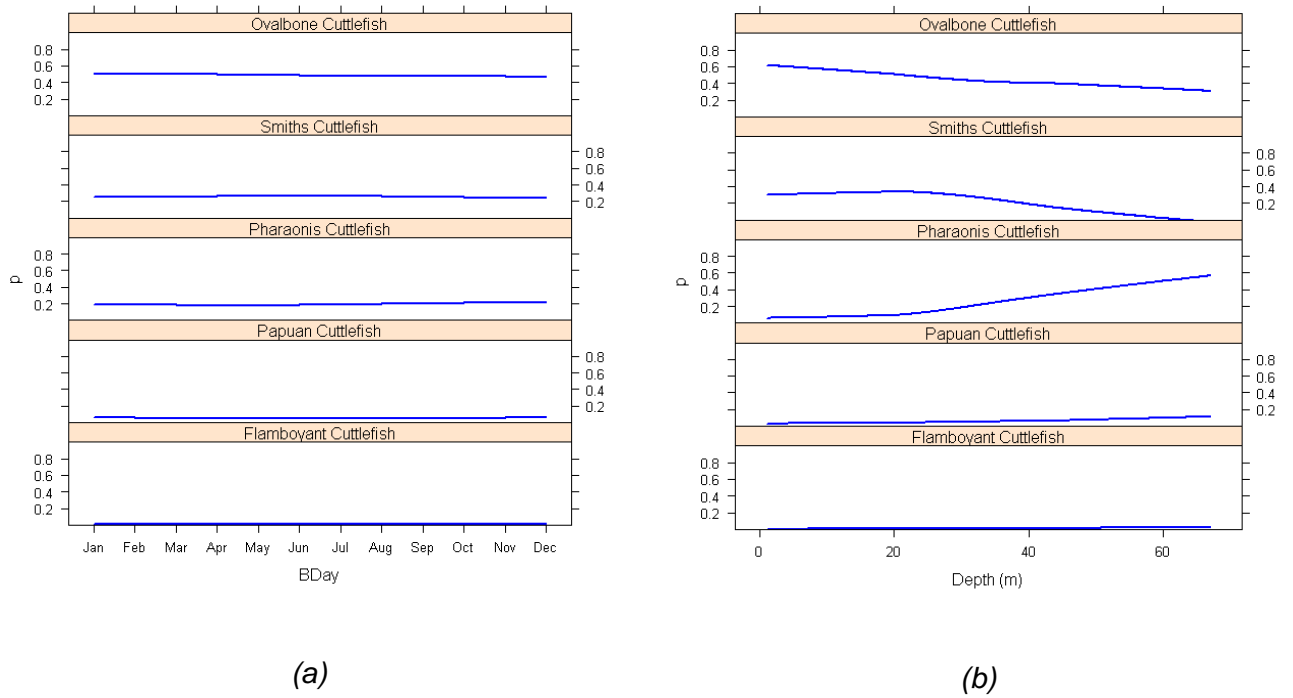 Ovalbone Cuttlefish
0.8
0.6
0.4
0.2
Smiths Cuttlefish
0.8
0.6
0.4
0.2
Pharaonis Cuttlefish
0.8
0.6
0.4
0.2
p
Papuan Cuttlefish
0.8
0.6
0.4
0.2
Flamboyant Cuttlefish
0.8
0.6
0.4
0.2
Jan Feb Mar Apr May Jun Jul Aug Sep Oct Nov Dec
BDay
(a)
Ovalbone Cuttlefish
0.8
0.6
0.4
0.2
Smiths Cuttlefish
0.8
0.6
0.4
0.2
Pharaonis Cuttlefish
0.8
0.6
0.4
0.2
p
Papuan Cuttlefish
0.8
0.6
0.4
0.2
Flamboyant Cuttlefish
0.8
0.6
0.4
0.2
0 20 40 60
Depth (m)
(b)